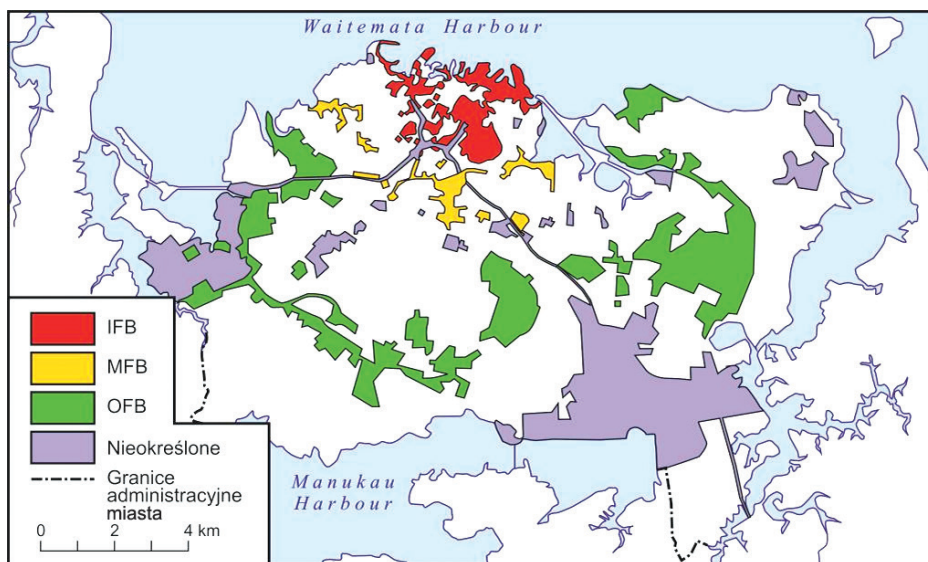 Waitemata Harbour
IFB
MFB
OFB
Nieokreślone
Granice
administracyjne
miasta
0 2 4 km
Manukau
Harbour